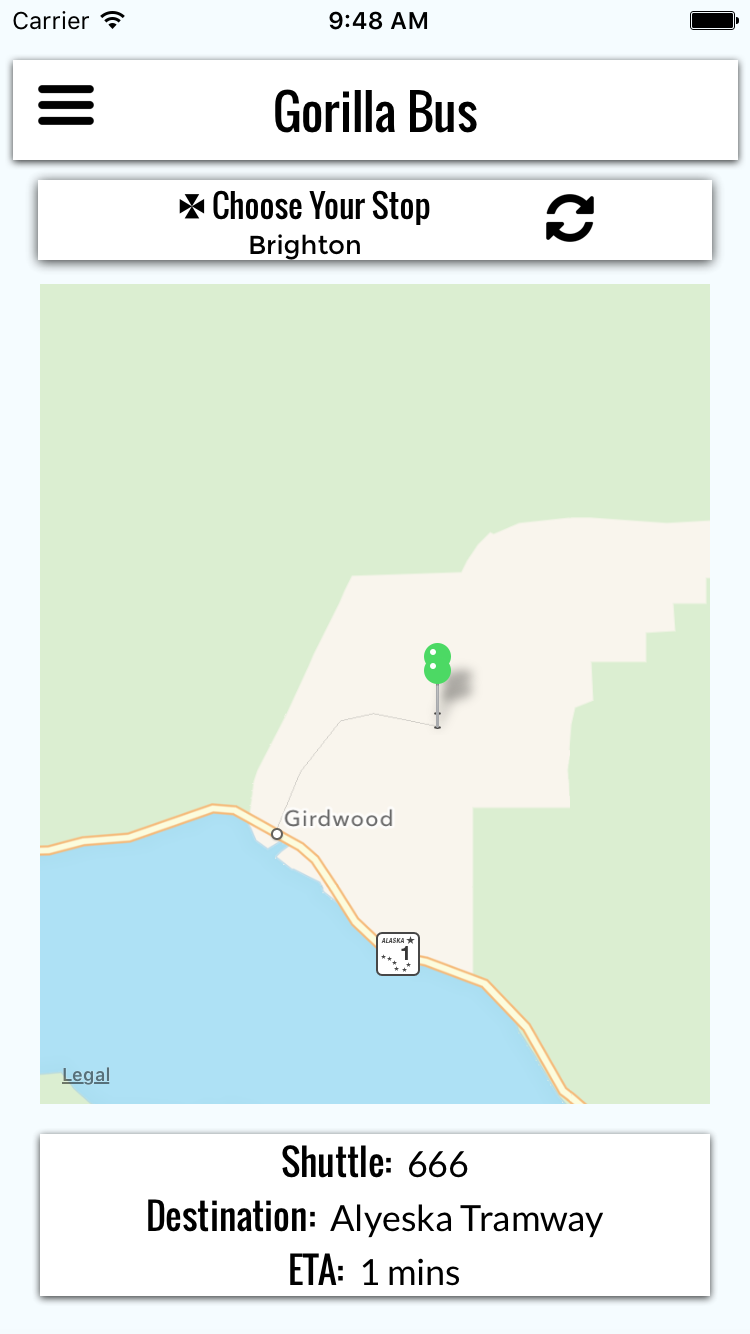 Carrier 9:48 AM
Gorilla Bus
Choose Your Stop
Brighton
Girdwood
ALASKA
1
Legal
Shuttle: 666
Destination: Alyeska Tramway
ETA: 1 mins